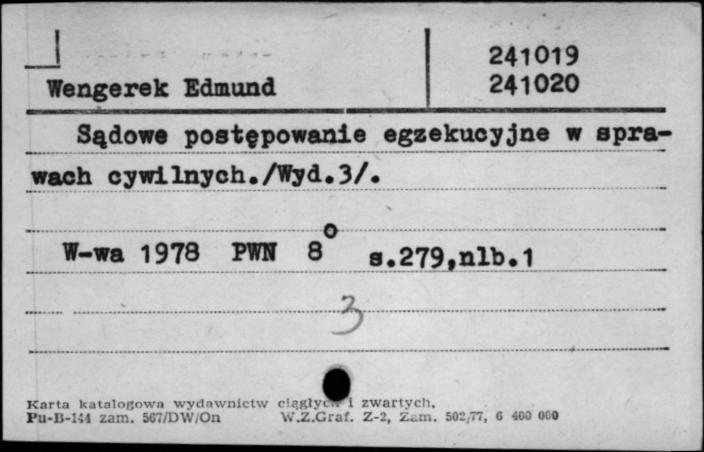 241019
Wengerek Edmund 241020
Sądowe postępowanie egzekucyjne w spra-
wach cywilnych./Wyd.3/.
W-wa 1978 PWN 8° s.279,nlb.1
3
Karta katalogowa wydawnictw ciągłych i zwartych.
Pu-B-144 zam. 567/DW/On W.Z.Graf. Z-2, Zam. 502/77, 6 400 000